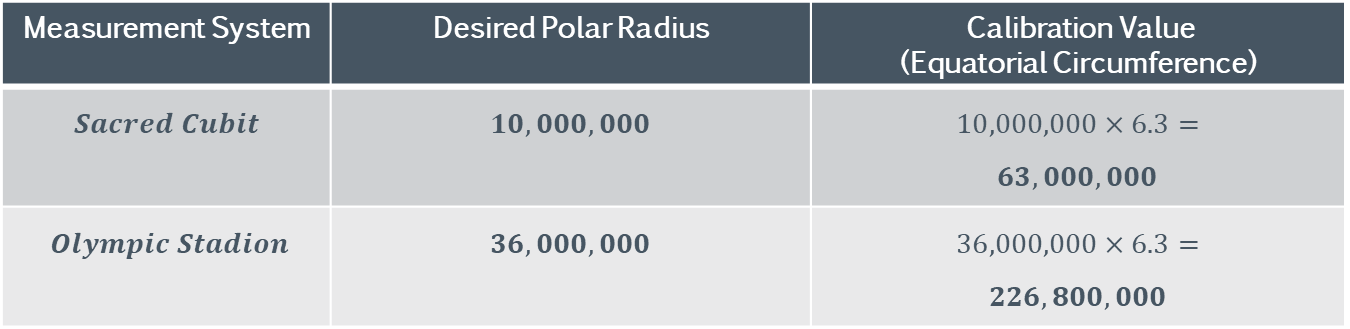 Measurement System
Desired Polar Radius
Calibration Value
(Equatorial Circumference)
Sacred Cubit
10,000,000
10,000,000 × 6.3 =
63,000,000
Olympic Stadion
36,000,000
36,000,000 × 6.3 =
226,800,000